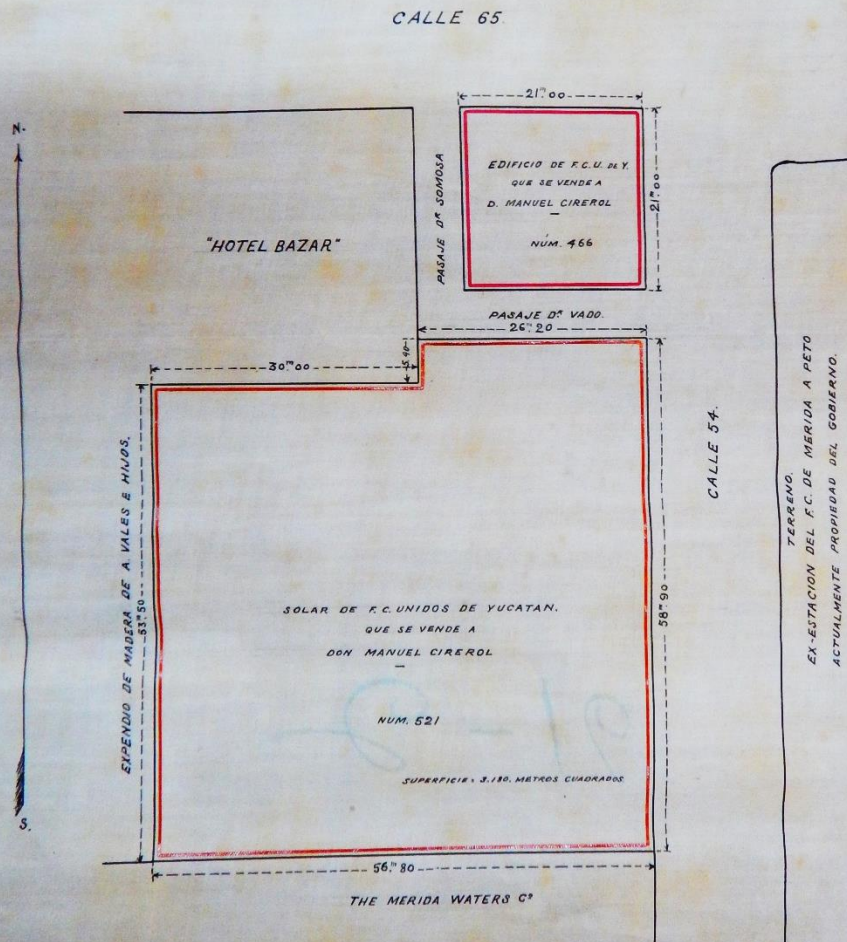 CALLE 65
N.
21.ᵐ00
EDIFICIO DE F.C.U. DE Y.
QUE SE VENDE A
D. MANUEL CIREROL
NÚM. 466
21.ᵐ00
PASAJE Dᴿ SOMOSA
"HOTEL BAZAR"
PASAJE Dᴿ VADO.
26.ᵐ20
5.40
30.ᵐ00
CALLE 54.
TERRENO.
EX-ESTACION DEL F.C. DE MERIDA A PETO
ACTUALMENTE PROPIEDAD DEL GOBIERNO.
EXPENDIO DE MADERA DE A. VALES E HIJOS.
53.ᵐ50
58.ᵐ90
SOLAR DE F.C. UNIDOS DE YUCATAN.
QUE SE VENDE A
DON MANUEL CIREROL
NUM. 521
SUPERFICIE: 3.180. METROS CUADRADOS
S.
56.ᵐ80
THE MERIDA WATERS Cº